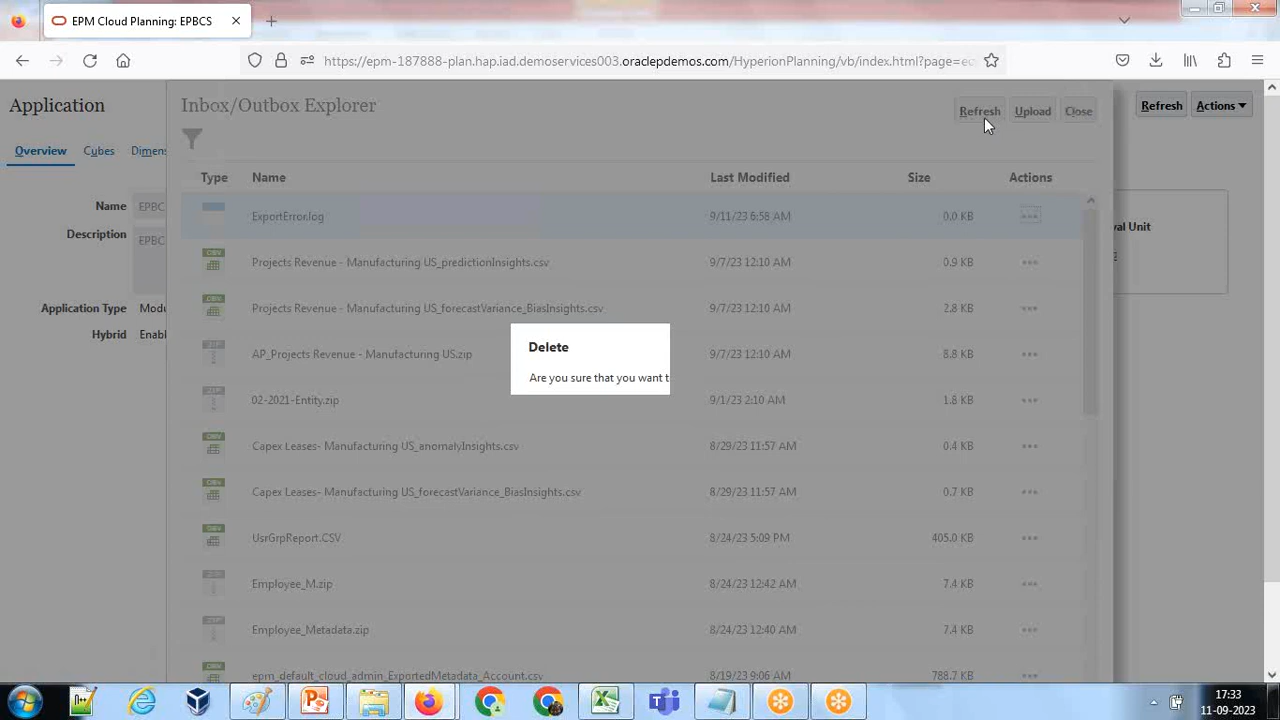 EPM Cloud Planning: EPBCS
https://epm-187888-plan.hap.iad.demoservices003.oraclepdemos.com/HyperionPlanning/vb/index.html?page=ec
Application
Inbox/Outbox Explorer
Refresh Upload Close
Refresh Actions
Overview Cubes Dimens
Type Name Last Modified Size Actions
Name EPBC
ExportError.log 9/11/23 6:58 AM 0.0 KB
val Unit
Description EPBC
Projects Revenue - Manufacturing US_predictionInsights.csv 9/7/23 12:10 AM 0.9 KB
Application Type Modu
Projects Revenue - Manufacturing US_forecastVariance_BiasInsights.csv 9/7/23 12:10 AM 2.8 KB
Hybrid Enabl
AP_Projects Revenue - Manufacturing US.zip 9/7/23 12:10 AM 8.8 KB
Delete
Are you sure that you want t
02-2021-Entity.zip 9/1/23 2:10 AM 1.8 KB
Capex Leases- Manufacturing US_anomalyInsights.csv 8/29/23 11:57 AM 0.4 KB
Capex Leases- Manufacturing US_forecastVariance_BiasInsights.csv 8/29/23 11:57 AM 0.7 KB
UsrGrpReport.CSV 8/24/23 5:09 PM 405.0 KB
Employee_M.zip 8/24/23 12:42 AM 7.4 KB
Employee_Metadata.zip 8/24/23 12:40 AM 7.4 KB
epm_default_cloud_admin_ExportedMetadata_Account.csv 8/19/23 9:06 AM 788.7 KB
17:33
11-09-2023